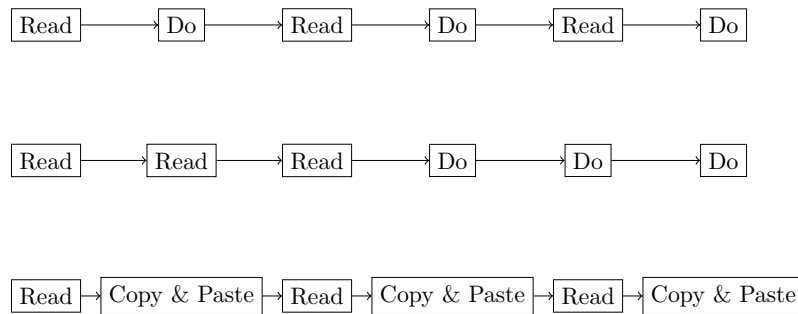 Read Do Read Do Read Do
Read Read Read Do Do Do
Read Copy & Paste Read Copy & Paste Read Copy & Paste